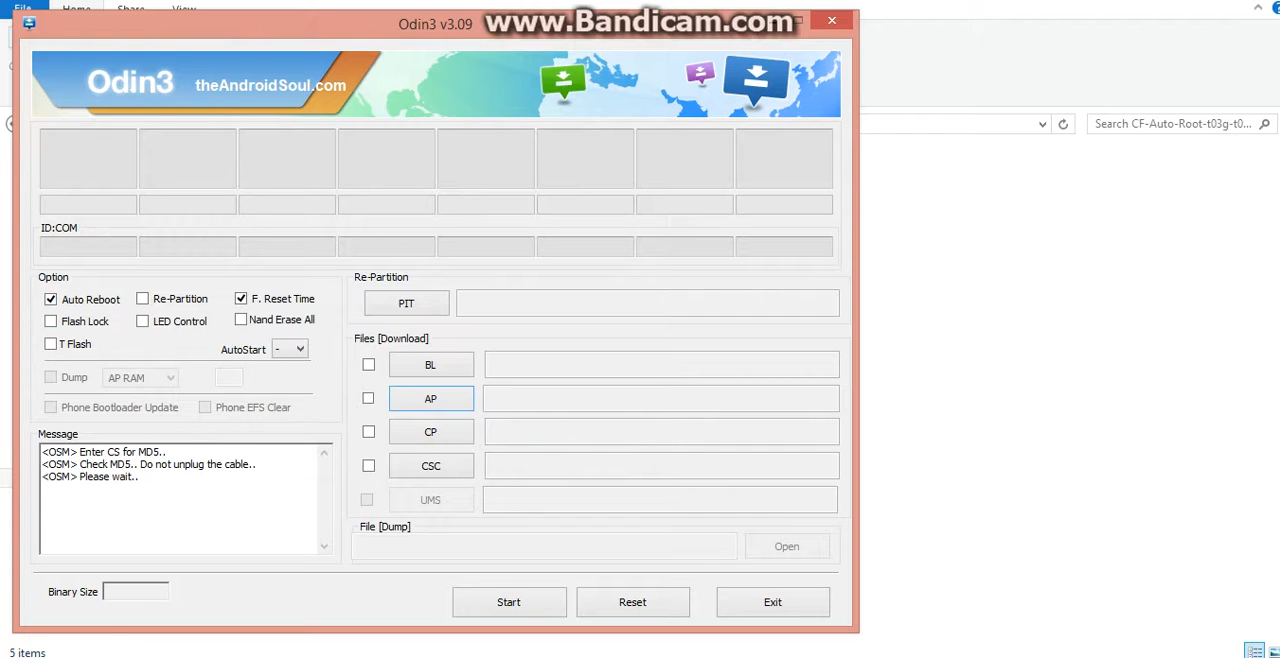 File Home Share View
Odin3 v3.09
www.Bandicam.com
Odin3 theAndroidSoul.com
Search CF-Auto-Root-t03g-t0...
ID:COM
Option
Auto Reboot Re-Partition F. Reset Time
Flash Lock LED Control Nand Erase All
T Flash AutoStart -
Dump AP RAM
Phone Bootloader Update Phone EFS Clear
Message
<OSM> Enter CS for MD5..
<OSM> Check MD5.. Do not unplug the cable..
<OSM> Please wait..
Re-Partition
PIT
Files [Download]
BL
AP
CP
CSC
UMS
File [Dump]
Open
Binary Size
Start Reset Exit
5 items